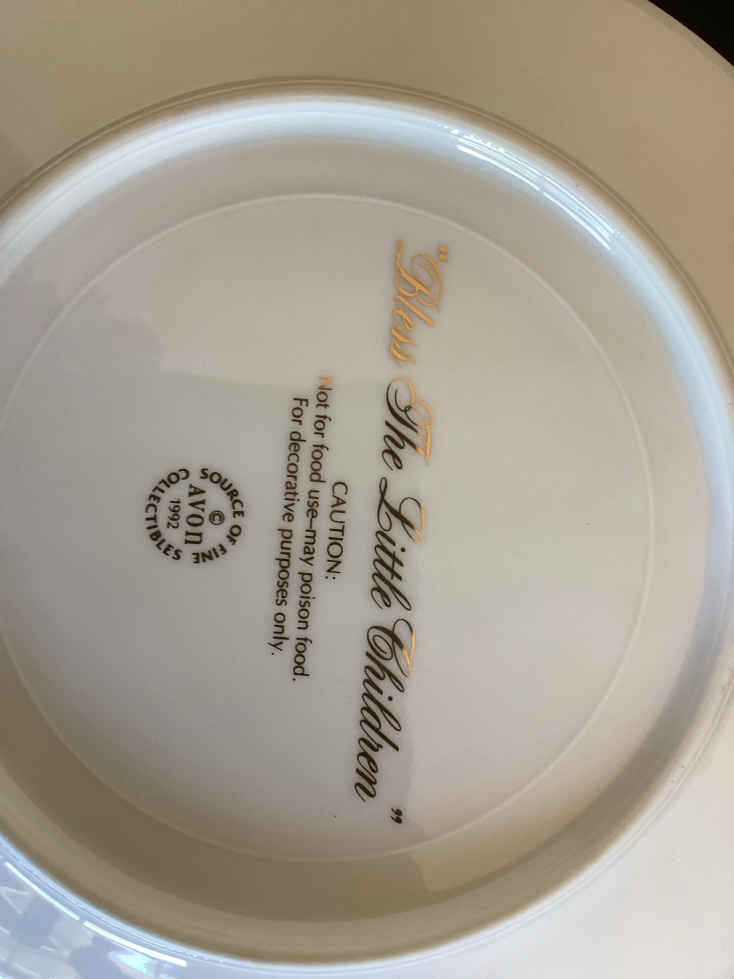 "Bless The Little Children"
CAUTION:
Not for food use–may poison food.
For decorative purposes only.
SOURCE OF FINE
©
AVON
1992
COLLECTIBLES